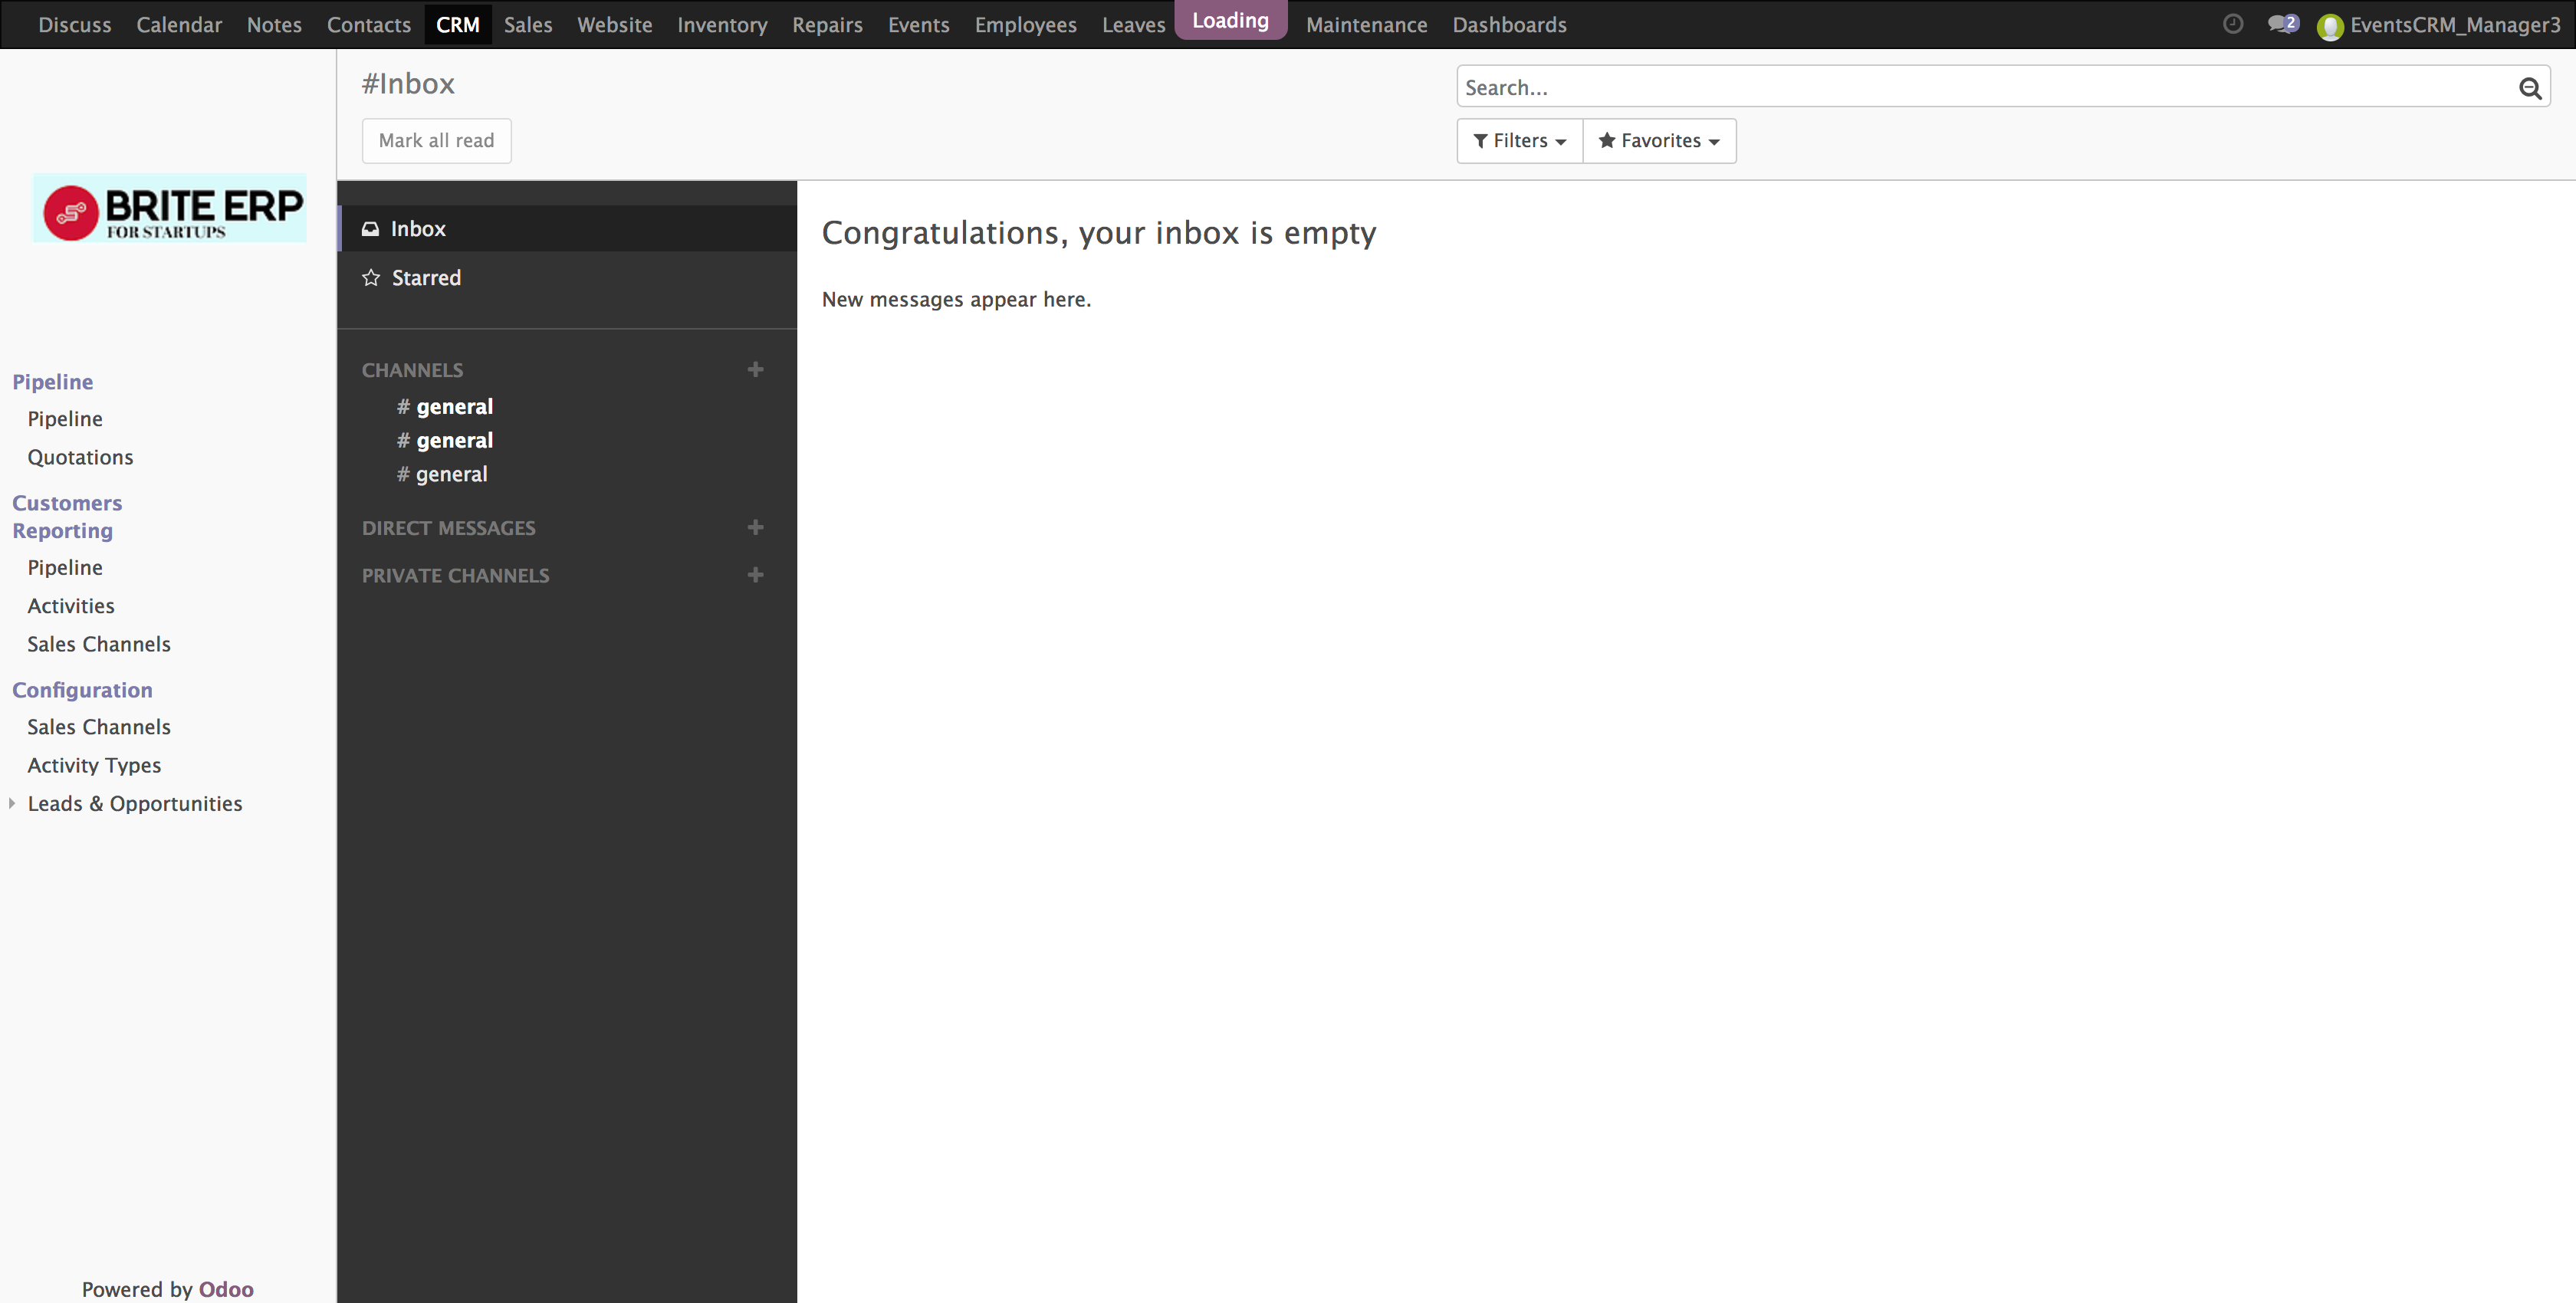 Discuss Calendar Notes Contacts CRM Sales Website Inventory Repairs Events Employees Leaves Loading Maintenance Dashboards 2 EventsCRM_Manager3
#Inbox
Search...
Mark all read
Filters Favorites
BRITE ERP
FOR STARTUPS
Pipeline
Pipeline
Quotations
Customers
Reporting
Pipeline
Activities
Sales Channels
Configuration
Sales Channels
Activity Types
Leads & Opportunities
Powered by Odoo
Inbox
Starred
CHANNELS +
# general
# general
# general
DIRECT MESSAGES +
PRIVATE CHANNELS +
Congratulations, your inbox is empty
New messages appear here.